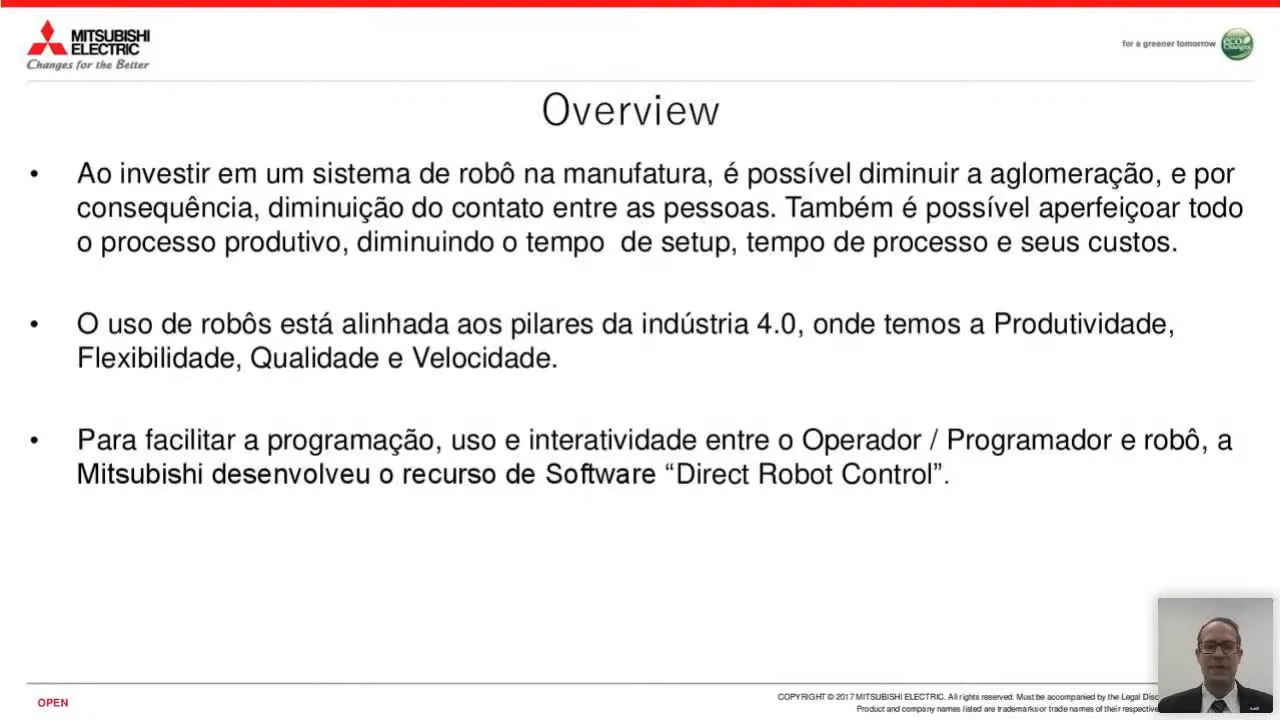 MITSUBISHI
ELECTRIC
Changes for the Better
for a greener tomorrow
eco
Changes
Overview
• Ao investir em um sistema de robô na manufatura, é possível diminuir a aglomeração, e por
consequência, diminuição do contato entre as pessoas. Também é possível aperfeiçoar todo
o processo produtivo, diminuindo o tempo de setup, tempo de processo e seus custos.
• O uso de robôs está alinhada aos pilares da indústria 4.0, onde temos a Produtividade,
Flexibilidade, Qualidade e Velocidade.
• Para facilitar a programação, uso e interatividade entre o Operador / Programador e robô, a
Mitsubishi desenvolveu o recurso de Software “Direct Robot Control”.
OPEN
COPYRIGHT © 2017 MITSUBISHI ELECTRIC. All rights reserved. Must be accompanied by the Legal
Product and company names listed are trademarks or trade names of their respective